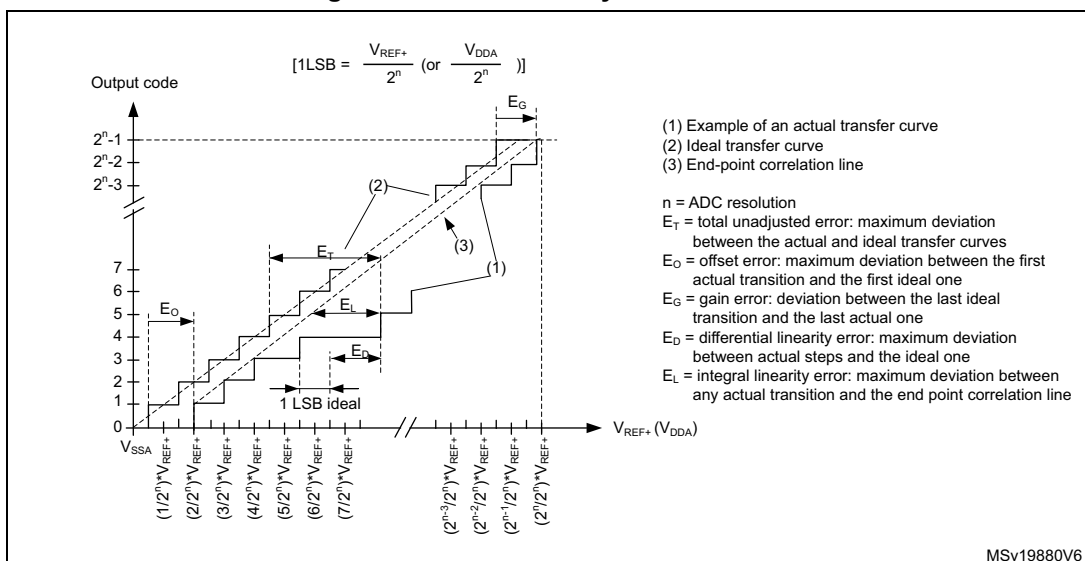 [1LSB = V_REF+ / 2^n (or V_DDA / 2^n )]
Output code
E_G
2^n-1
2^n-2
2^n-3
(2)
(3)
(1)
E_T
7
6
5
4
3
2
1
0
E_O
E_L
E_D
1 LSB ideal
V_SSA
(1/2^n)*V_REF+
(2/2^n)*V_REF+
(3/2^n)*V_REF+
(4/2^n)*V_REF+
(5/2^n)*V_REF+
(6/2^n)*V_REF+
(7/2^n)*V_REF+
(2^n-3/2^n)*V_REF+
(2^n-2/2^n)*V_REF+
(2^n-1/2^n)*V_REF+
(2^n/2^n)*V_REF+
V_REF+ (V_DDA)
(1) Example of an actual transfer curve
(2) Ideal transfer curve
(3) End-point correlation line
n = ADC resolution
E_T = total unadjusted error: maximum deviation
between the actual and ideal transfer curves
E_O = offset error: maximum deviation between the first
actual transition and the first ideal one
E_G = gain error: deviation between the last ideal
transition and the last actual one
E_D = differential linearity error: maximum deviation
between actual steps and the ideal one
E_L = integral linearity error: maximum deviation between
any actual transition and the end point correlation line
MSv19880V6